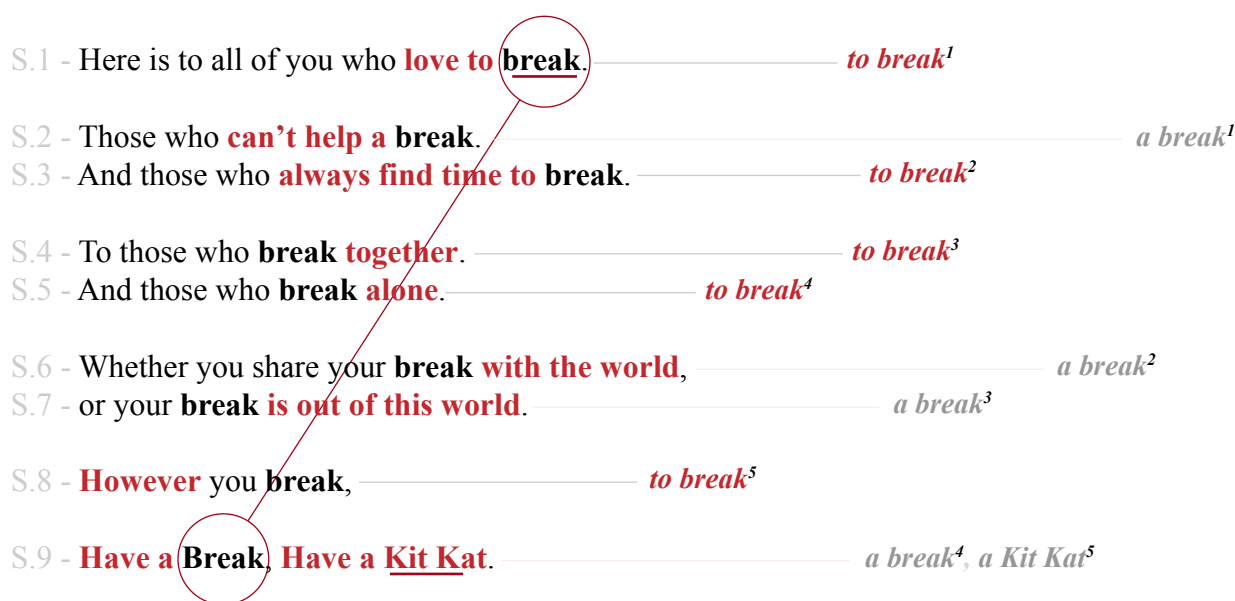 S.1 - Here is to all of you who love to break. to break¹
S.2 - Those who can't help a break. a break¹
S.3 - And those who always find time to break. to break²
S.4 - To those who break together. to break³
S.5 - And those who break alone. to break⁴
S.6 - Whether you share your break with the world, a break²
S.7 - or your break is out of this world. a break³
S.8 - However you break, to break⁵
S.9 - Have a Break, Have a Kit Kat. a break⁴, a Kit Kat⁵